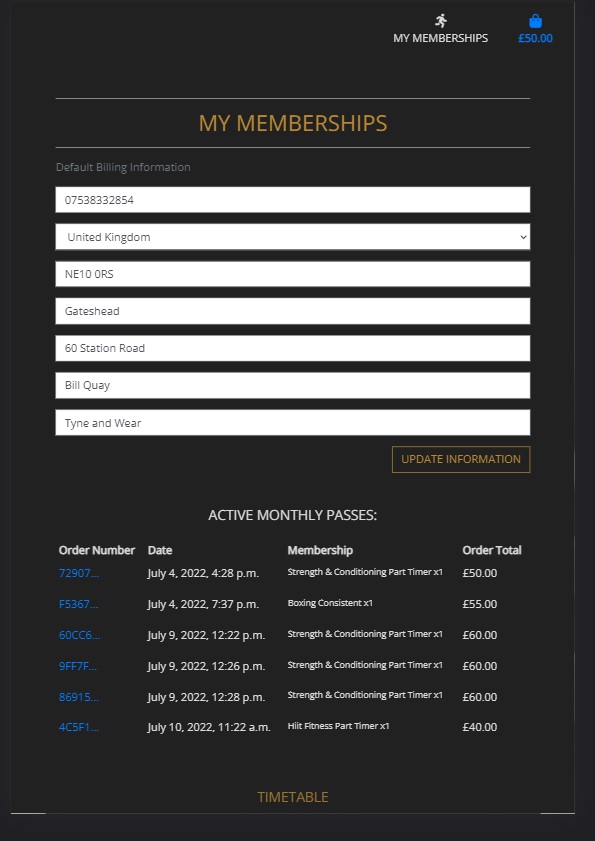 MY MEMBERSHIPS £50.00
MY MEMBERSHIPS
Default Billing Information
07538332854
United Kingdom
NE10 0RS
Gateshead
60 Station Road
Bill Quay
Tyne and Wear
UPDATE INFORMATION
ACTIVE MONTHLY PASSES:
Order Number Date Membership Order Total
72907... July 4, 2022, 4:28 p.m. Strength & Conditioning Part Timer x1 £50.00
F5367... July 4, 2022, 7:37 p.m. Boxing Consistent x1 £55.00
60CC6... July 9, 2022, 12:22 p.m. Strength & Conditioning Part Timer x1 £60.00
9FF7F... July 9, 2022, 12:26 p.m. Strength & Conditioning Part Timer x1 £60.00
86915... July 9, 2022, 12:28 p.m. Strength & Conditioning Part Timer x1 £60.00
4C5F1... July 10, 2022, 11:22 a.m. Hiit Fitness Part Timer x1 £40.00
TIMETABLE